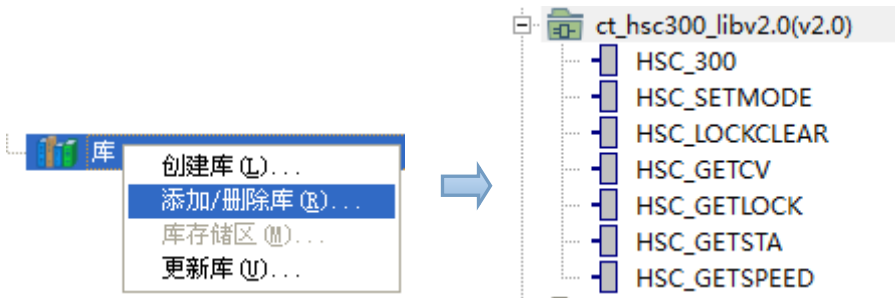 库
创建库(L)...
添加/删除库(R)...
库存储区(M)...
更新库(U)...
ct_hsc300_libv2.0(v2.0)
HSC_300
HSC_SETMODE
HSC_LOCKCLEAR
HSC_GETCV
HSC_GETLOCK
HSC_GETSTA
HSC_GETSPEED